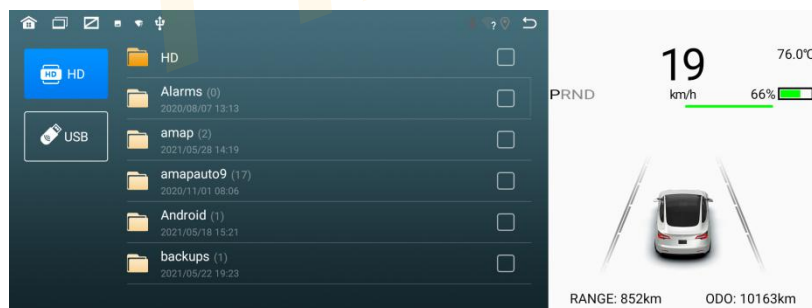 ?
HD
HD
USB
HD
Alarms (0)
2020/08/07 13:13
amap (2)
2021/05/28 14:19
amapauto9 (17)
2020/11/01 08:06
Android (1)
2021/05/18 15:21
backups (1)
2021/05/22 19:23
19
km/h
76.0°C
PRND
66%
RANGE: 852km
ODO: 10163km